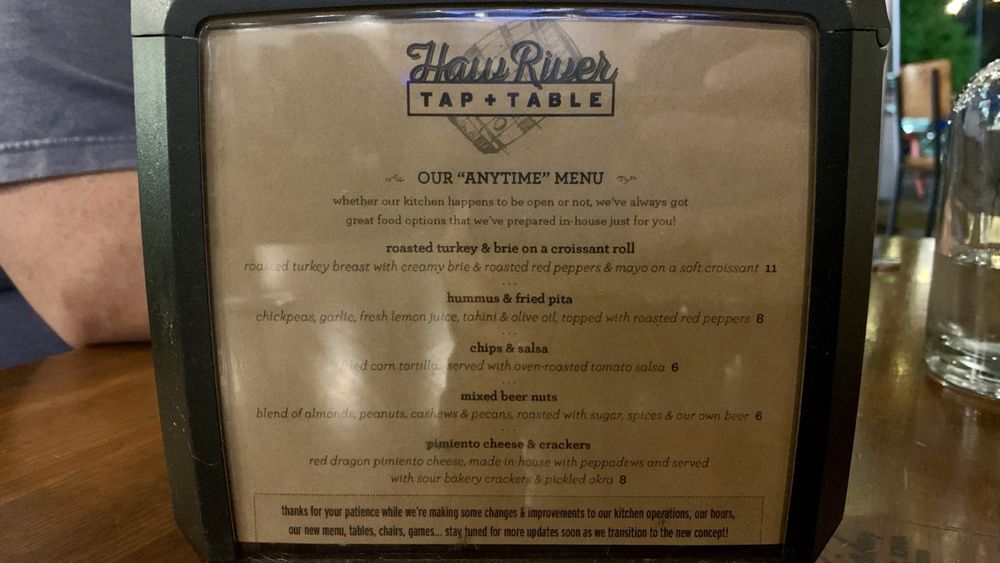 Haw River
TAP + TABLE
OUR “ANYTIME” MENU
whether our kitchen happens to be open or not, we’ve always got
great food options that we’ve prepared in-house just for you!
roasted turkey & brie on a croissant roll
roasted turkey breast with creamy brie & roasted red peppers & mayo on a soft croissant 11
hummus & fried pita
chickpeas, garlic, fresh lemon juice, tahini & olive oil, topped with roasted red peppers 8
chips & salsa
fried corn tortilla served with oven-roasted tomato salsa 6
mixed beer nuts
blend of almonds, peanuts, cashews & pecans, roasted with sugar, spices & our own beer 6
pimiento cheese & crackers
red dragon pimiento cheese, made in-house with peppadews and served
with sour bakery crackers & pickled okra 8
thanks for your patience while we’re making some changes & improvements to our kitchen operations, our hours,
our new menu, tables, chairs, games... stay tuned for more updates soon as we transition to the new concept!